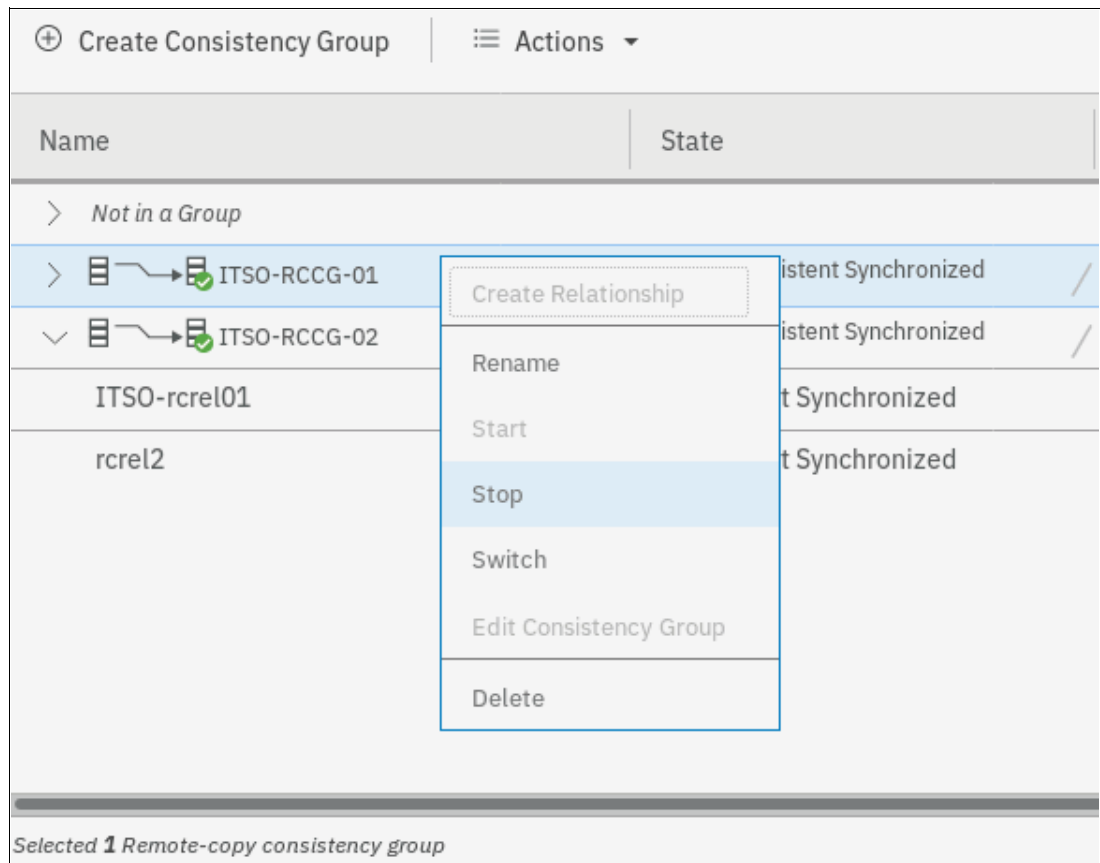 Create Consistency Group Actions
Name State
Not in a Group
ITSO-RCCG-01 istent Synchronized
Create Relationship
ITSO-RCCG-02 istent Synchronized
Rename
ITSO-rcrel01 t Synchronized
Start
rcrel2 t Synchronized
Stop
Switch
Edit Consistency Group
Delete
Selected 1 Remote-copy consistency group